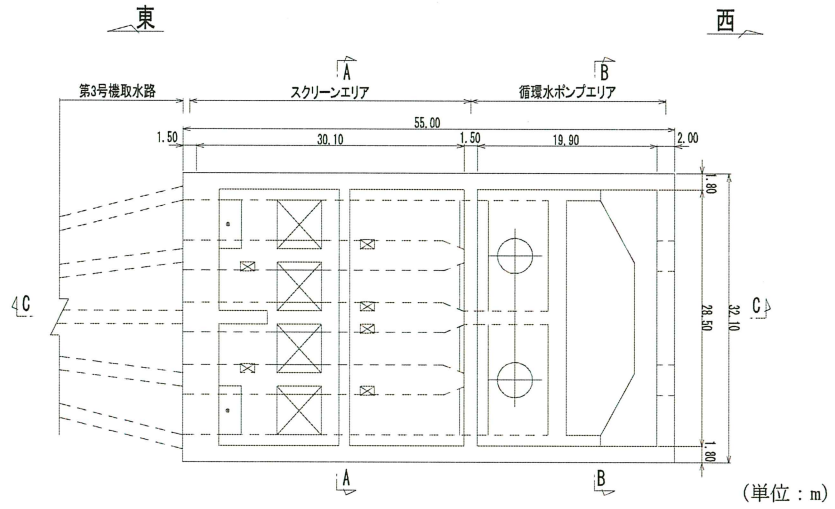 東
西
A
B
第3号機取水路
スクリーンエリア
循環水ポンプエリア
55.00
1.50
30.10
1.50
19.90
2.00
1.80
C
C
28.50
32.10
1.80
A
B
(単位：m)